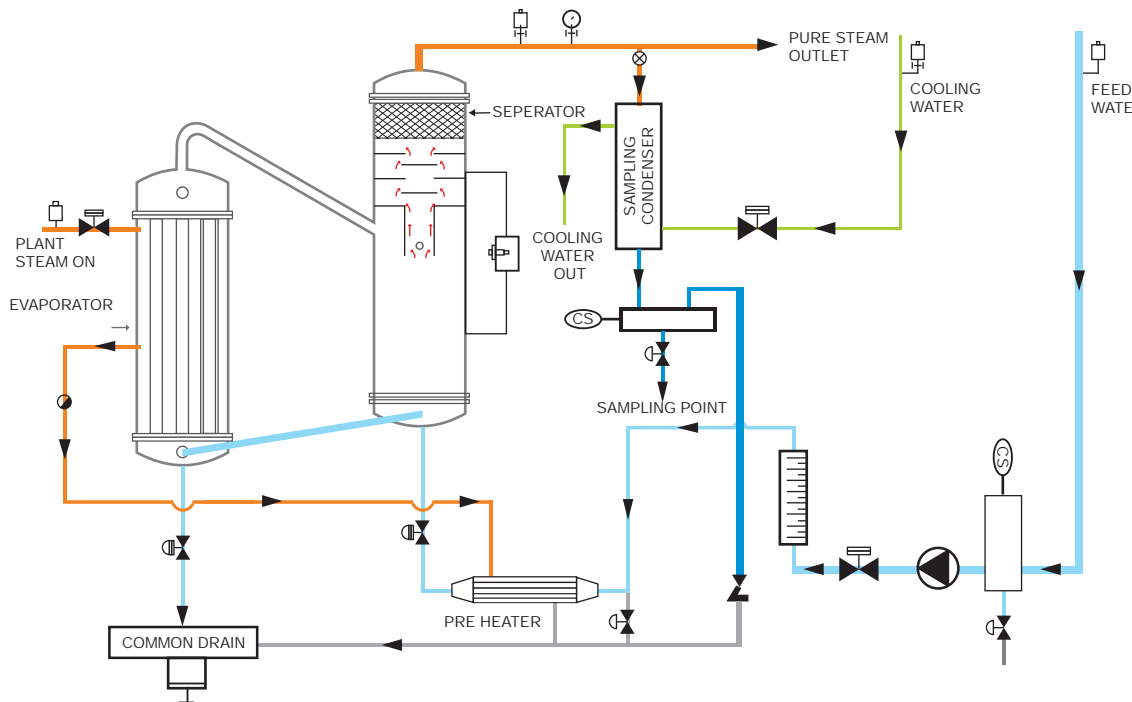 PURE STEAM
OUTLET
COOLING
WATER
FEED
WATE
SEPERATOR
SAMPLING
CONDENSER
PLANT
STEAM ON
COOLING
WATER
OUT
EVAPORATOR
CS
SAMPLING POINT
CS
PRE HEATER
COMMON DRAIN